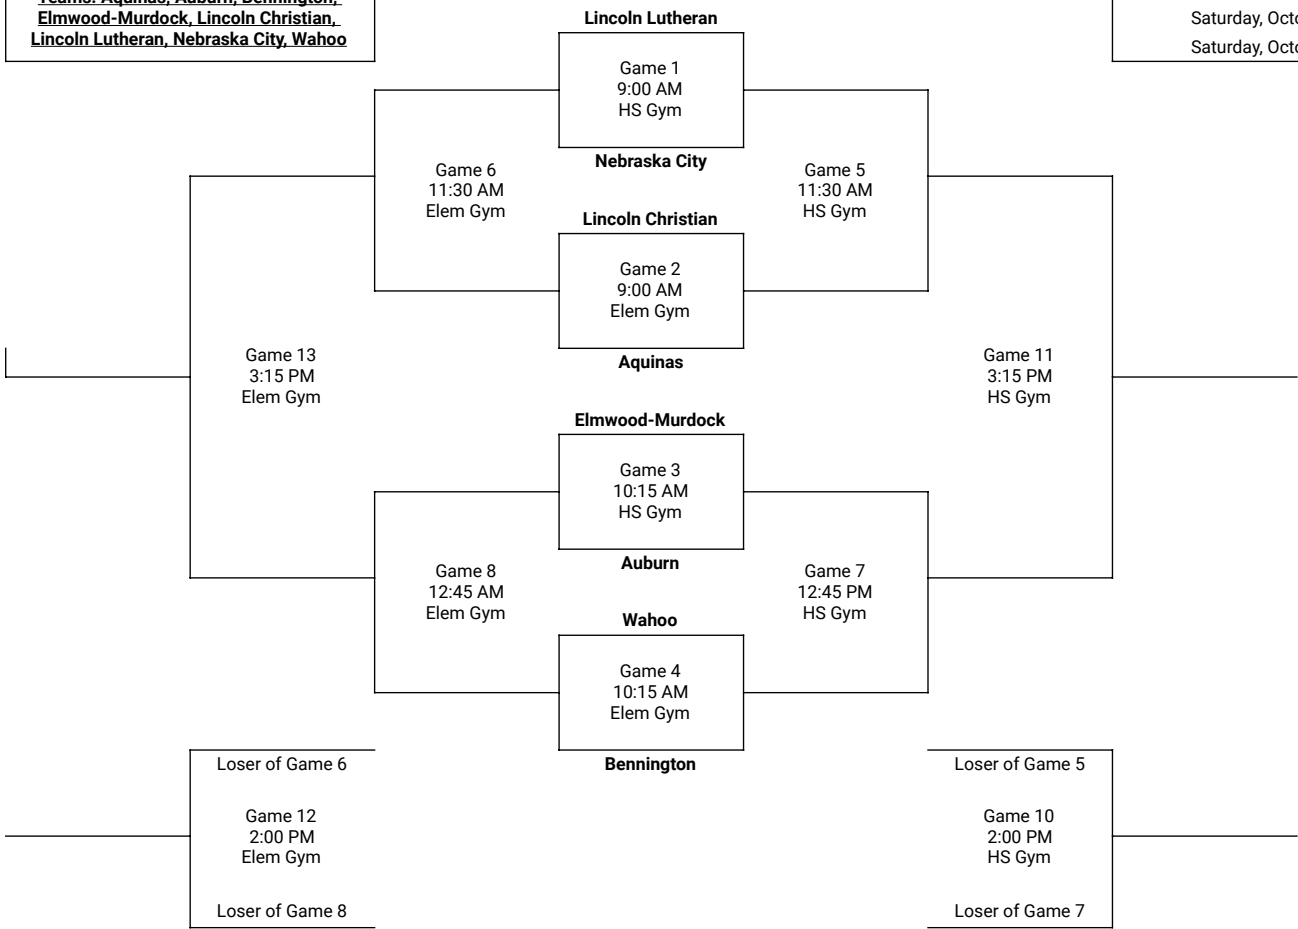 Teams: Aquinas, Auburn, Bennington,
Elmwood-Murdock, Lincoln Christian,
Lincoln Lutheran, Nebraska City, Wahoo
Saturday,
Saturday,
Lincoln Lutheran
Game 1
9:00 AM
HS Gym
Nebraska City
Game 6
11:30 AM
Elem Gym
Game 5
11:30 AM
HS Gym
Lincoln Christian
Game 2
9:00 AM
Elem Gym
Aquinas
Game 13
3:15 PM
Elem Gym
Game 11
3:15 PM
HS Gym
Elmwood-Murdock
Game 3
10:15 AM
HS Gym
Auburn
Game 8
12:45 AM
Elem Gym
Game 7
12:45 PM
HS Gym
Wahoo
Game 4
10:15 AM
Elem Gym
Bennington
Loser of Game 6
Game 12
2:00 PM
Elem Gym
Loser of Game 8
Loser of Game 5
Game 10
2:00 PM
HS Gym
Loser of Game 7